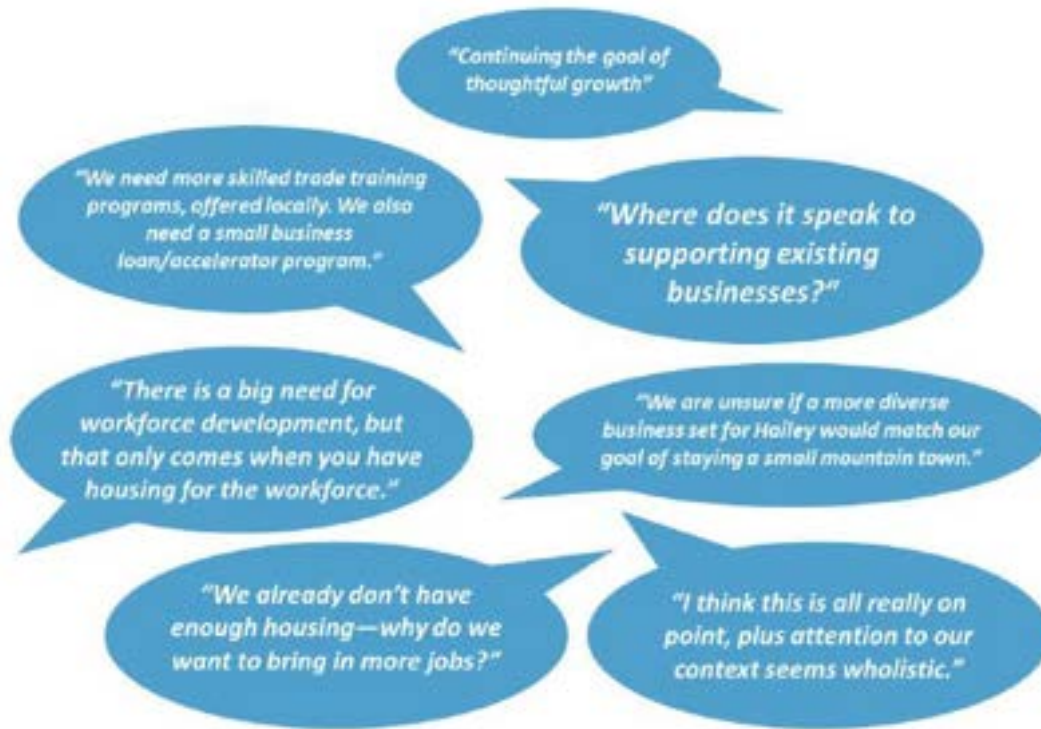 "Continuing the goal of
thoughtful growth"
"We need more skilled trade training
programs, offered locally. We also
need a small business
loan/accelerator program."
"Where does it speak to
supporting existing
businesses?"
"There is a big need for
workforce development, but
that only comes when you have
housing for the workforce."
"We are unsure if a more diverse
business set for Hailey would match our
goal of staying a small mountain town."
"We already don't have
enough housing—why do we
want to bring in more jobs?"
"I think this is all really on
point, plus attention to our
context seems wholistic."